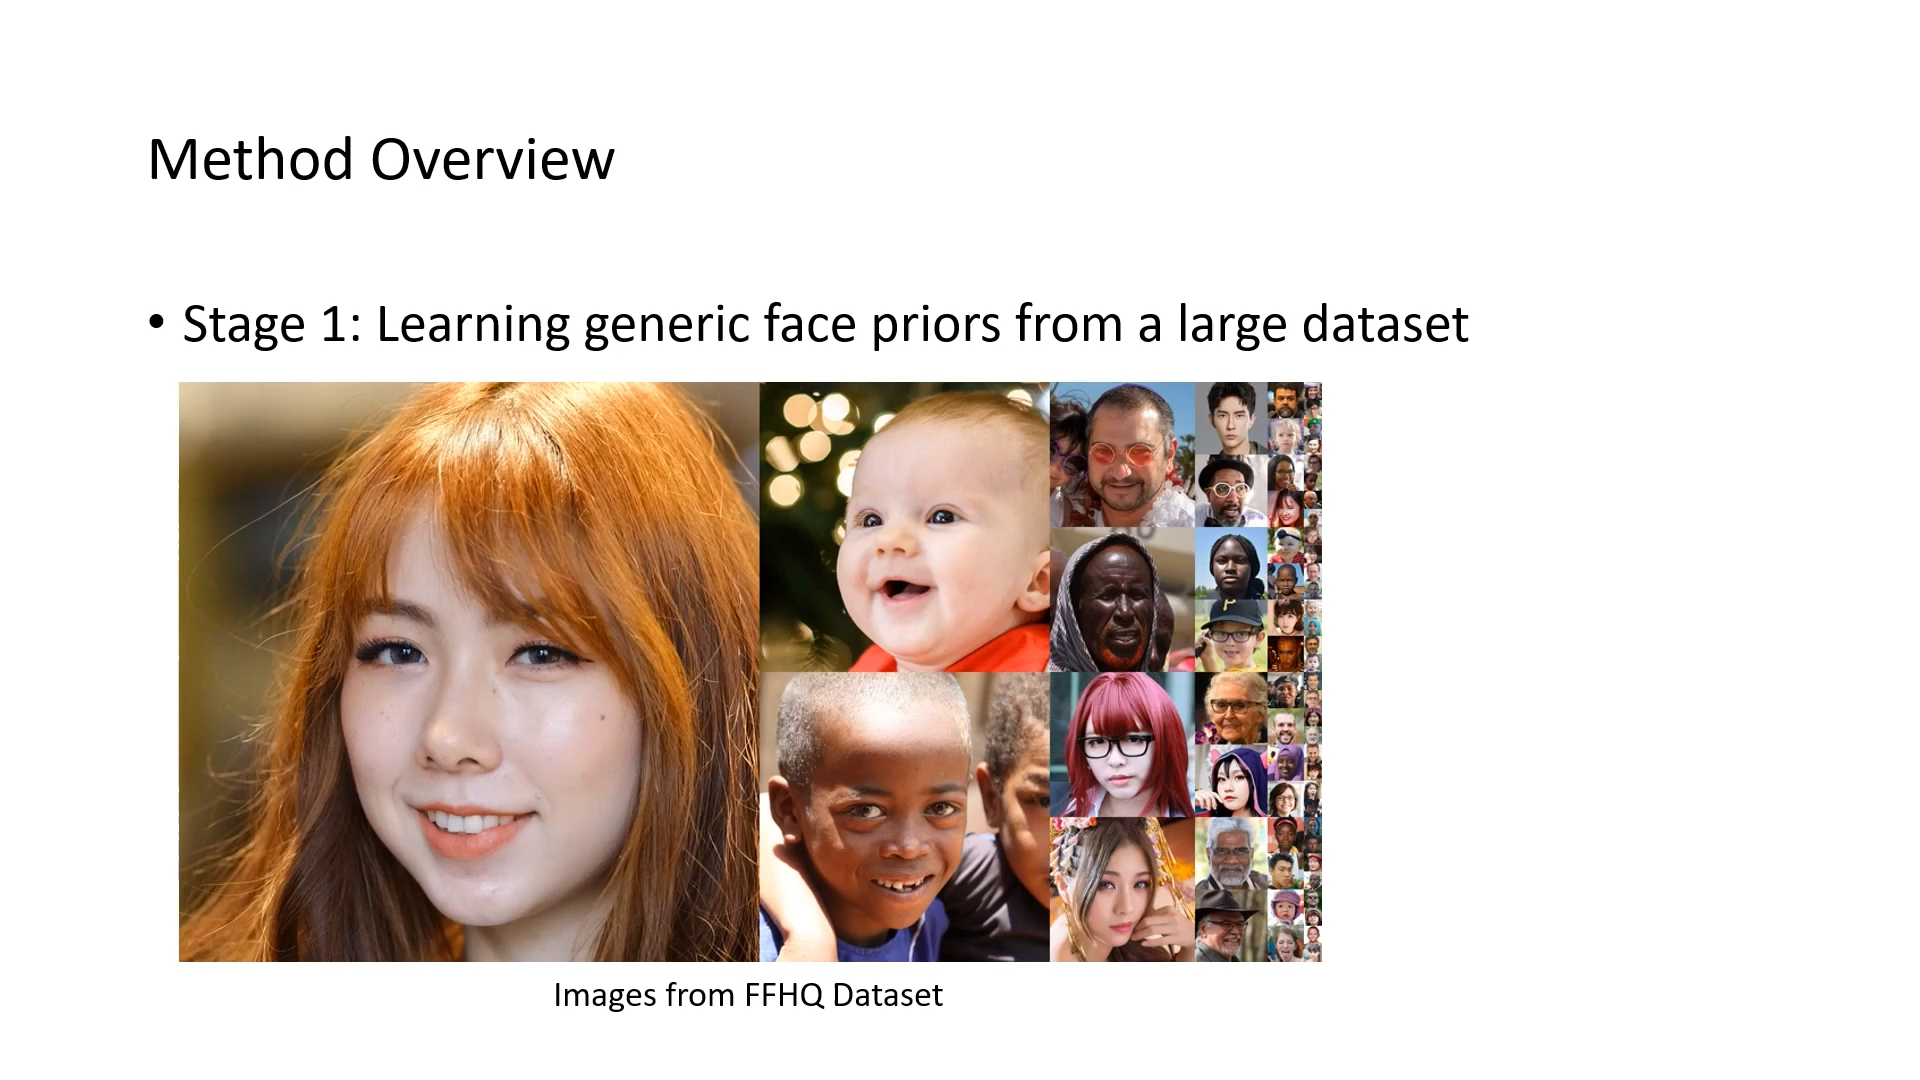 Method Overview
• Stage 1: Learning generic face priors from a large dataset
Images from FFHQ Dataset